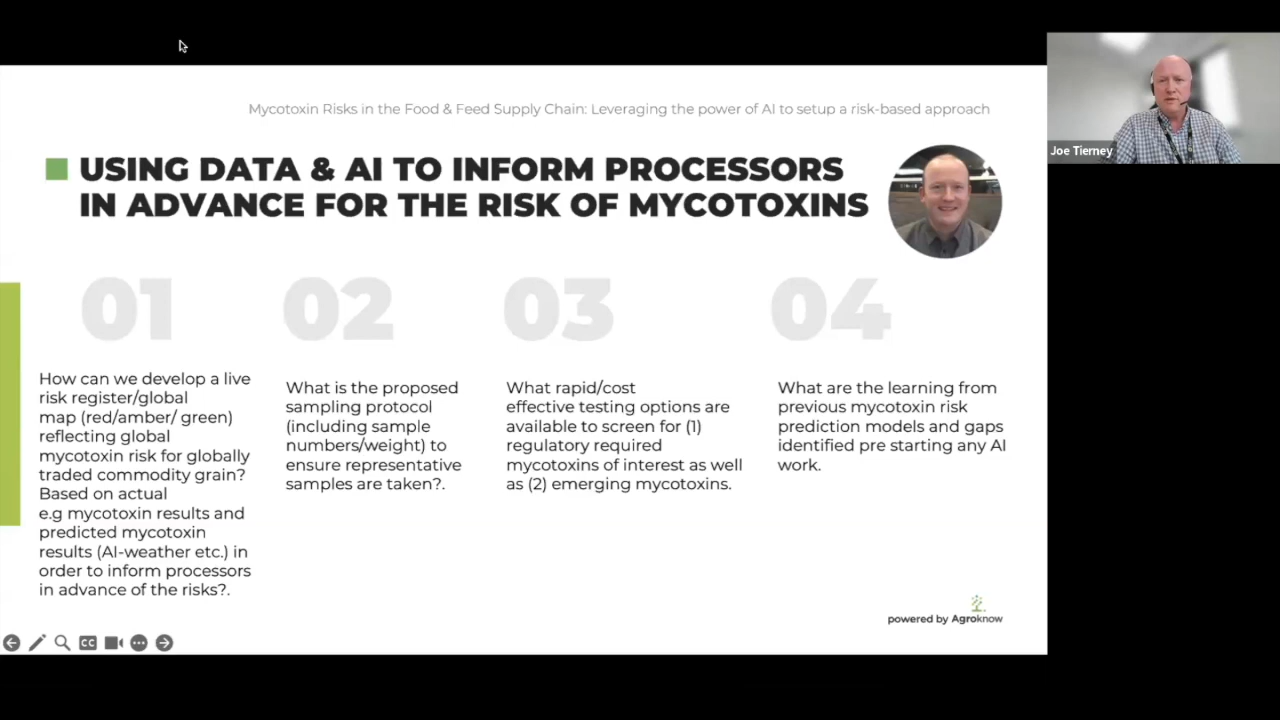 Mycotoxin Risks in the Food & Feed Supply Chain: Leveraging the power of AI to setup a risk-based approach
USING DATA & AI TO INFORM PROCESSORS
IN ADVANCE FOR THE RISK OF MYCOTOXINS
Joe Tierney
01
How can we develop a live
risk register/global
map (red/amber/ green)
reflecting global
mycotoxin risk for globally
traded commodity grain?
Based on actual
e.g mycotoxin results and
predicted mycotoxin
results (AI-weather etc.) in
order to inform processors
in advance of the risks?.
02
What is the proposed
sampling protocol
(including sample
numbers/weight) to
ensure representative
samples are taken?.
03
What rapid/cost
effective testing options are
available to screen for (1)
regulatory required
mycotoxins of interest as well
as (2) emerging mycotoxins.
04
What are the learning from
previous mycotoxin risk
prediction models and gaps
identified pre starting any AI
work.
powered by Agroknow
CC